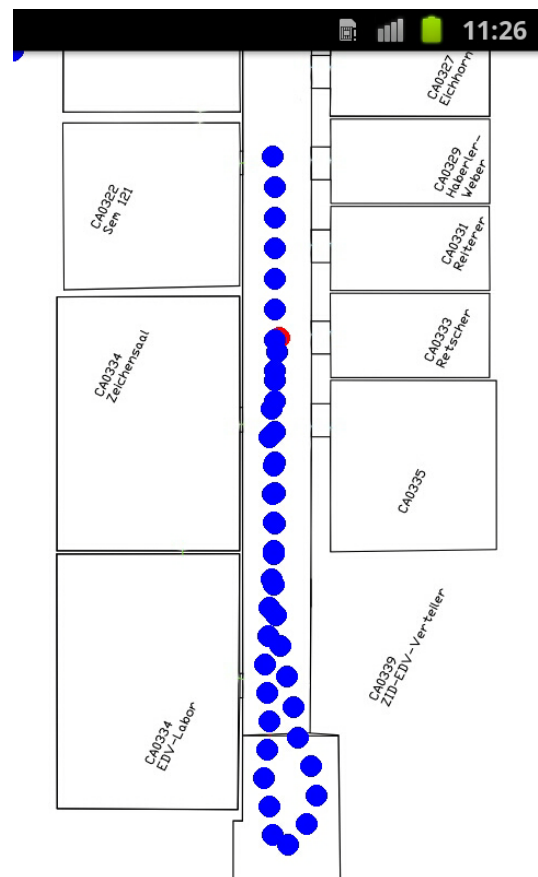 11:26
CA0327
Eichhorn
CA0322
Sem 121
CA0329
Haberler-
Weber
CA0331
Reiterer
CA0334
Zeichensaal
CA0333
Retscher
CA0335
CA0339
ZID-EDV-Verteiler
CA0334
EDV-Labor